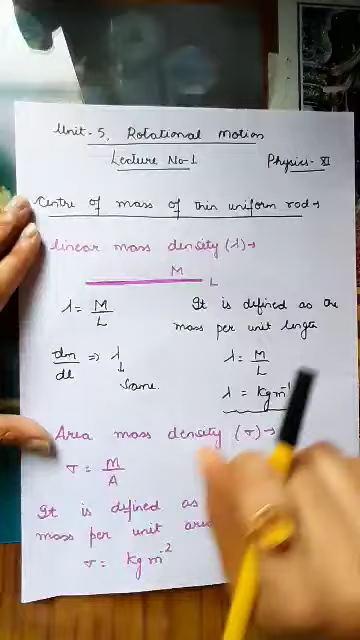 Unit-5, Rotational Motion
Lecture No-1 Physics-XI
Centre of mass of thin uniform rod→
Linear mass density (λ)→
M
L
λ = M/L
It is defined as the
mass per unit length
dm/dl ⇒ λ
↓
Same.
λ = M/L
λ = kgm⁻¹
Area mass density (σ)→
σ = M/A
It is defined as
mass per unit area
σ = kg m⁻²